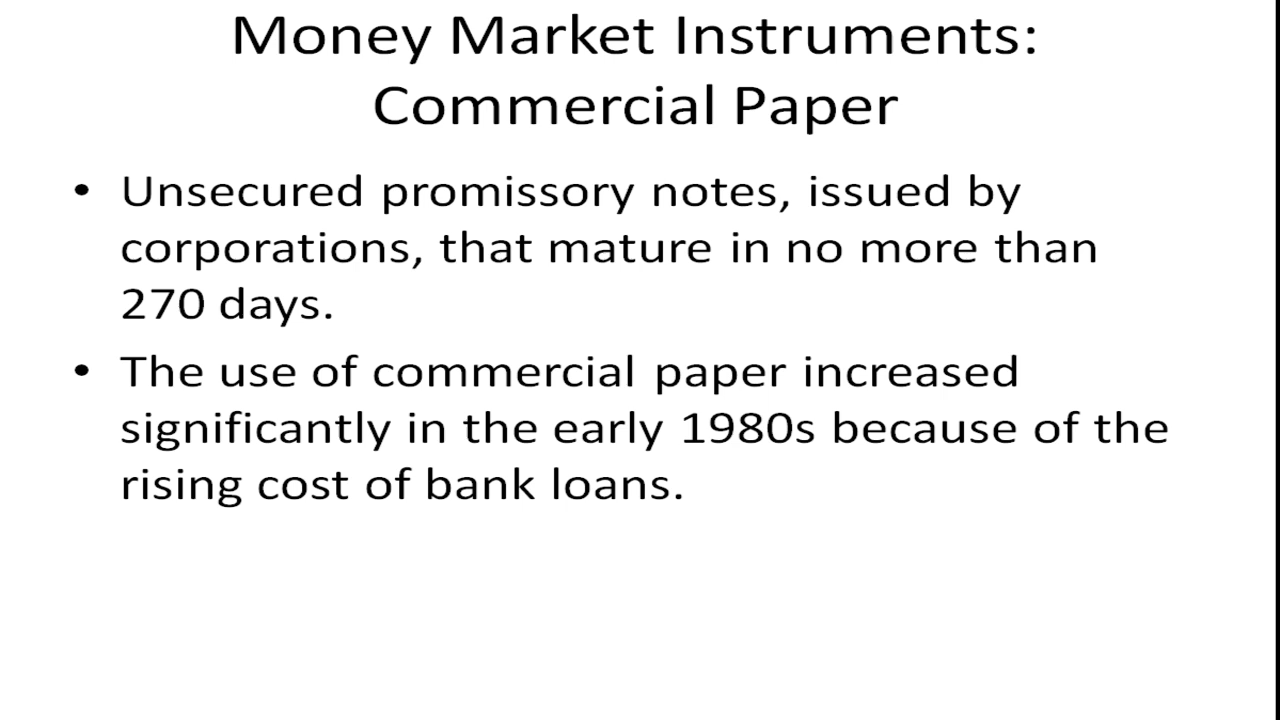 Money Market Instruments:
Commercial Paper
• Unsecured promissory notes, issued by
corporations, that mature in no more than
270 days.
• The use of commercial paper increased
significantly in the early 1980s because of the
rising cost of bank loans.